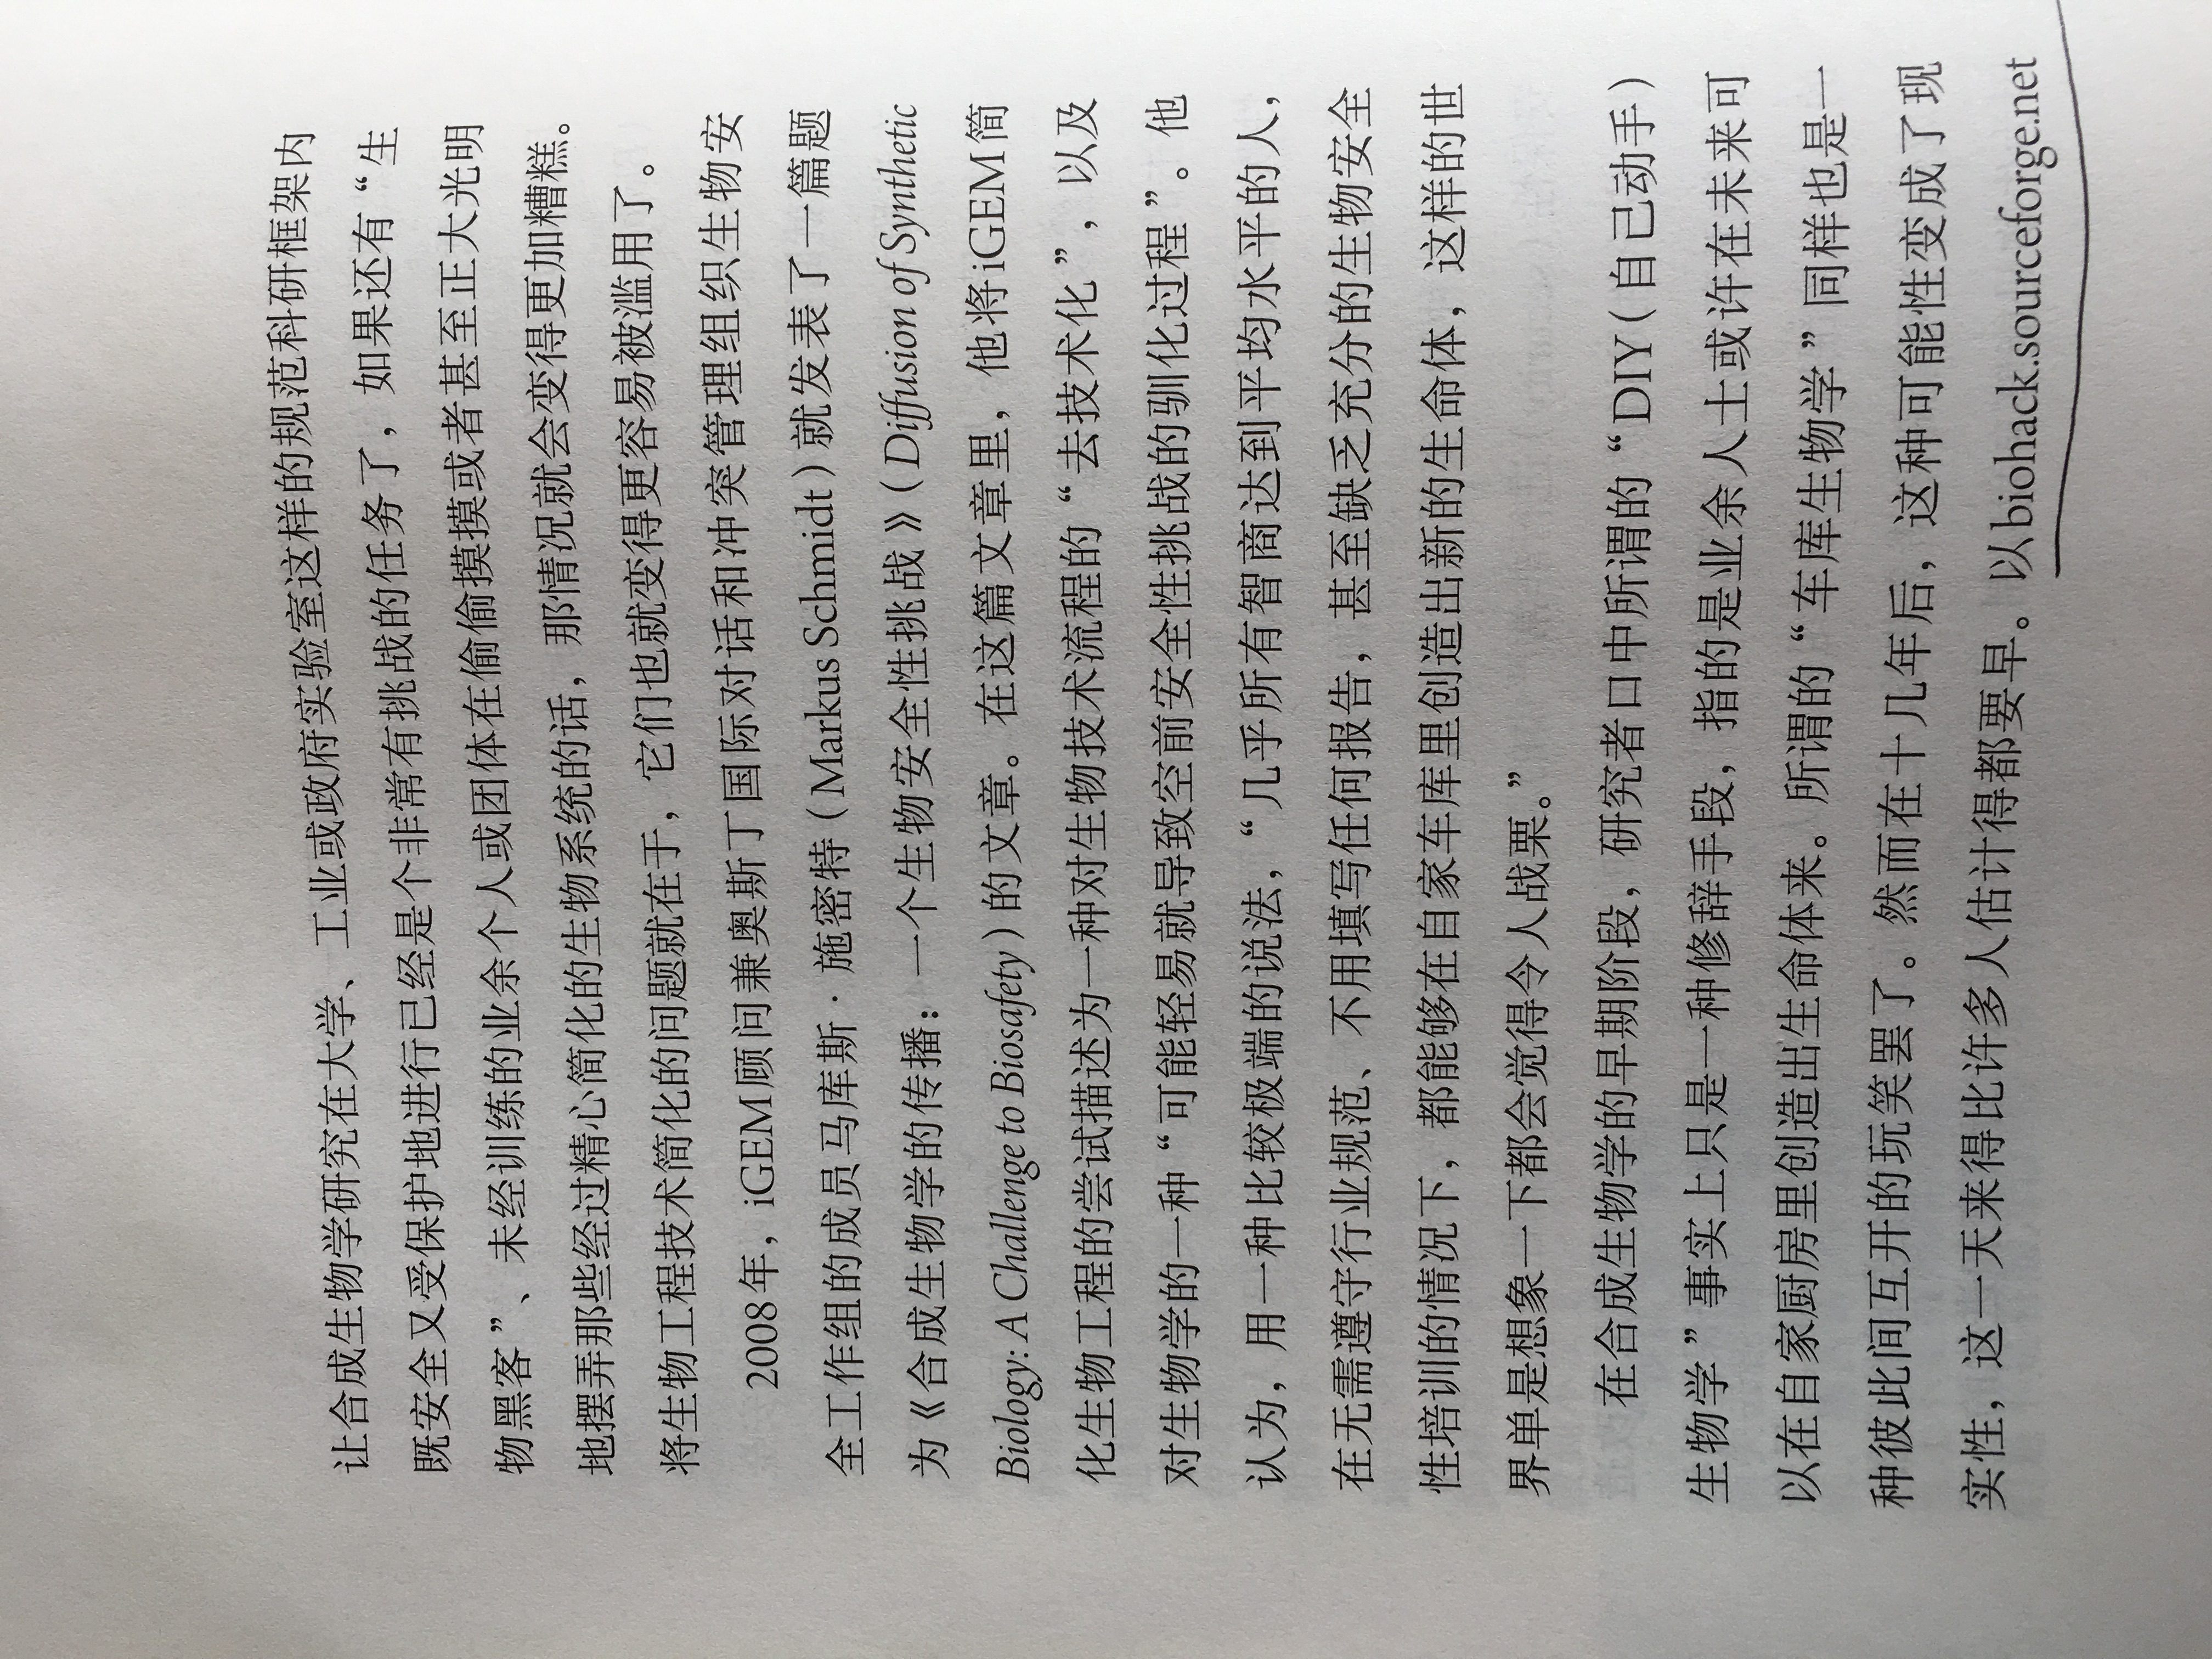 让合成生物学研究在大学、工业或政府实验室这样的规范科研框架内
既安全又受保护地进行已经是个非常有挑战的任务了，如果还有“生
物黑客”、未经训练的业余个人或团体在偷偷摸摸或者甚至正大光明
地摆弄那些经过精心简化的生物系统的话，那情况就会变得更加糟糕。
将生物工程技术简化的问题就在于，它们也就变得更容易被滥用了。
2008年，iGEM顾问兼奥斯丁国际对话和冲突管理组织生物安
全工作组的成员马库斯·施密特（Markus Schmidt）就发表了一篇题
为《合成生物学的传播：一个生物安全性挑战》（Diffusion of Synthetic
Biology: A Challenge to Biosafety）的文章。在这篇文章里，他将iGEM简
化生物工程的尝试描述为一种对生物技术流程的“去技术化”，以及
对生物学的一种“可能轻易就导致空前安全性挑战的驯化过程”。他
认为，用一种比较极端的说法，“几乎所有智商达到平均水平的人，
在无需遵守行业规范、不用填写任何报告，甚至缺乏充分的生物安全
性培训的情况下，都能够在自家车库里创造出新的生命体，这样的世
界单是想象一下都会觉得令人战栗。”
在合成生物学的早期阶段，研究者口中所谓的“DIY（自己动手）
生物学”事实上只是一种修辞手段，指的是业余人士或许在未来可
以在自家厨房里创造出生命体来。所谓的“车库生物学”同样也是一
种彼此间互开的玩笑罢了。然而在十几年后，这种可能性变成了现
实性，这一天来得比许多人估计得都要早。以biohack.sourceforge.net